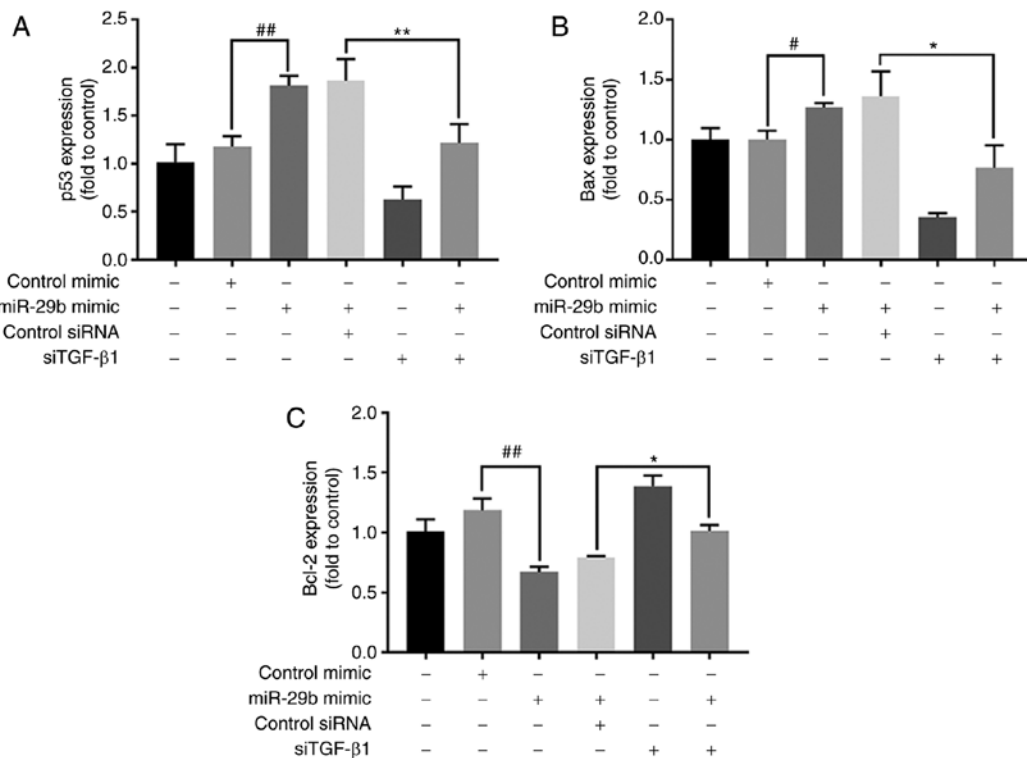 A
p53 expression
(fold to control)
2.5
2.0
1.5
1.0
0.5
0.0
##
**
Control mimic – + – – – –
miR-29b mimic – – + + – +
Control siRNA – – – + – –
siTGF-β1 – – – – + +
B
Bax expression
(fold to control)
2.0
1.5
1.0
0.5
0.0
#
*
Control mimic – + – – – –
miR-29b mimic – – + + – +
Control siRNA – – – + – –
siTGF-β1 – – – – + +
C
Bcl-2 expression
(fold to control)
2.0
1.5
1.0
0.5
0.0
##
*
Control mimic – + – – – –
miR-29b mimic – – + + – +
Control siRNA – – – + – –
siTGF-β1 – – – – + +